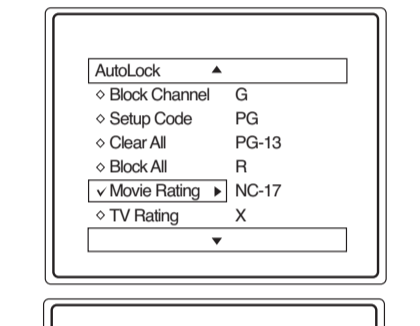 AutoLock ▲
◇ Block Channel G
◇ Setup Code PG
◇ Clear All PG-13
◇ Block All R
✓ Movie Rating ▶ NC-17
◇ TV Rating X
▼